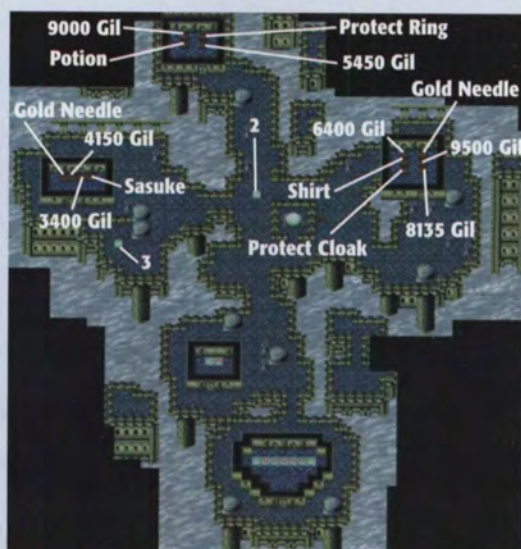 9000 Gil
Protect Ring
Potion
5450 Gil
Gold Needle
Gold Needle
4150 Gil
2
6400 Gil
9500 Gil
Sasuke
Shirt
3400 Gil
Protect Cloak
8135 Gil
3